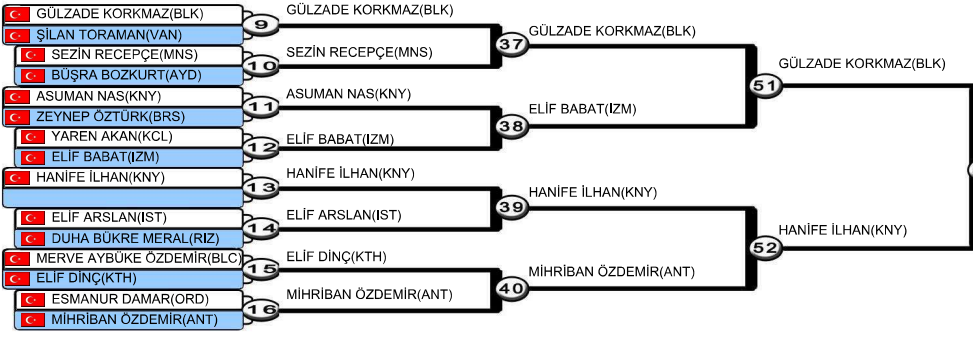 GÜLZADE KORKMAZ(BLK)
ŞİLAN TORAMAN(VAN)
9
GÜLZADE KORKMAZ(BLK)
SEZİN RECEPÇE(MNS)
BÜŞRA BOZKURT(AYD)
10
SEZİN RECEPÇE(MNS)
37
GÜLZADE KORKMAZ(BLK)
ASUMAN NAS(KNY)
ZEYNEP ÖZTÜRK(BRS)
11
ASUMAN NAS(KNY)
YAREN AKAN(KCL)
ELİF BABAT(IZM)
12
ELİF BABAT(IZM)
38
ELİF BABAT(IZM)
51
GÜLZADE KORKMAZ(BLK)
HANİFE İLHAN(KNY)
13
HANİFE İLHAN(KNY)
ELİF ARSLAN(IST)
DUHA BÜKRE MERAL(RIZ)
14
ELİF ARSLAN(IST)
39
HANİFE İLHAN(KNY)
MERVE AYBÜKE ÖZDEMİR(BLC)
ELİF DİNÇ(KTH)
15
ELİF DİNÇ(KTH)
ESMANUR DAMAR(ORD)
MİHRİBAN ÖZDEMİR(ANT)
16
MİHRİBAN ÖZDEMİR(ANT)
40
MİHRİBAN ÖZDEMİR(ANT)
52
HANİFE İLHAN(KNY)